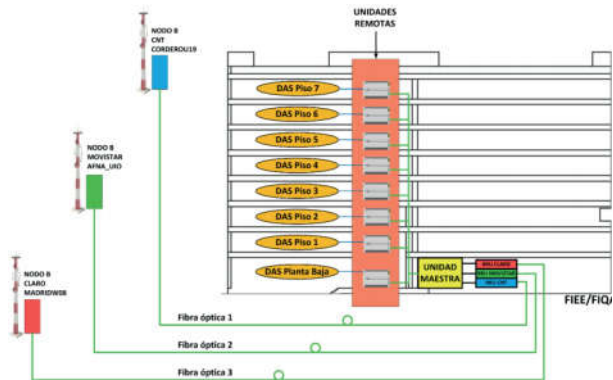 UNIDADES
REMOTAS
NODO B
CNT
CORDEROU19
DAS Piso 7
DAS Piso 6
NODO B
MOVISTAR
AFNA_UIO
DAS Piso 5
DAS Piso 4
DAS Piso 3
DAS Piso 2
DAS Piso 1
NODO B
CLARO
MADRIDWSB
DAS Planta Baja
UNIDAD
MAESTRA
FIEE/FIQA
Fibra óptica 1
Fibra óptica 2
Fibra óptica 3